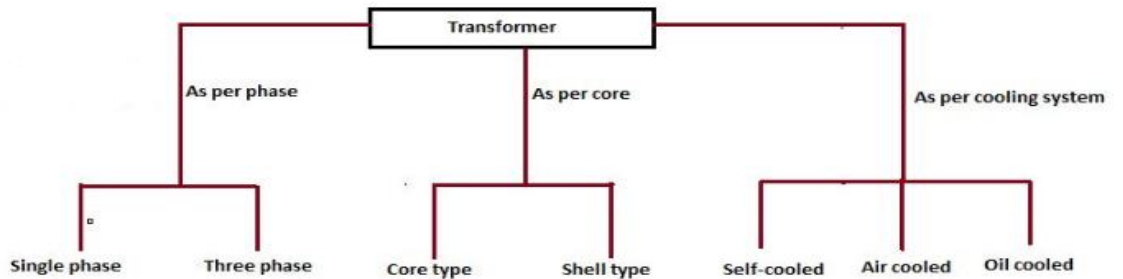 Transformer
As per phase
As per core
As per cooling system
Single phase
Three phase
Core type
Shell type
Self-cooled
Air cooled
Oil cooled